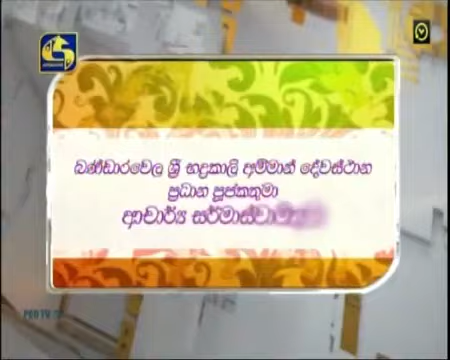 බණ්ඩාරවෙල ශ්‍රී භද්‍රකාලි අම්මාන් දේවස්ථාන
ප්‍රධාන පූජකතුමා
ආචාර්ය